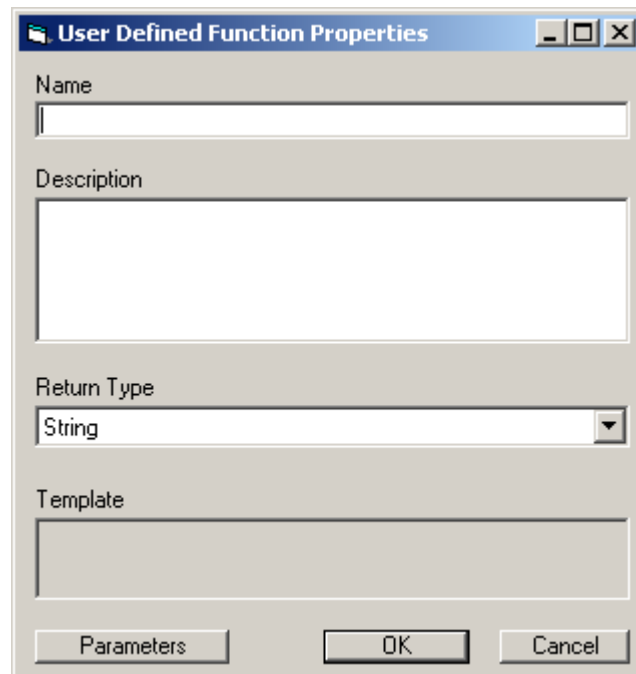 User Defined Function Properties
Name
Description
Return Type
String
Template
Parameters OK Cancel